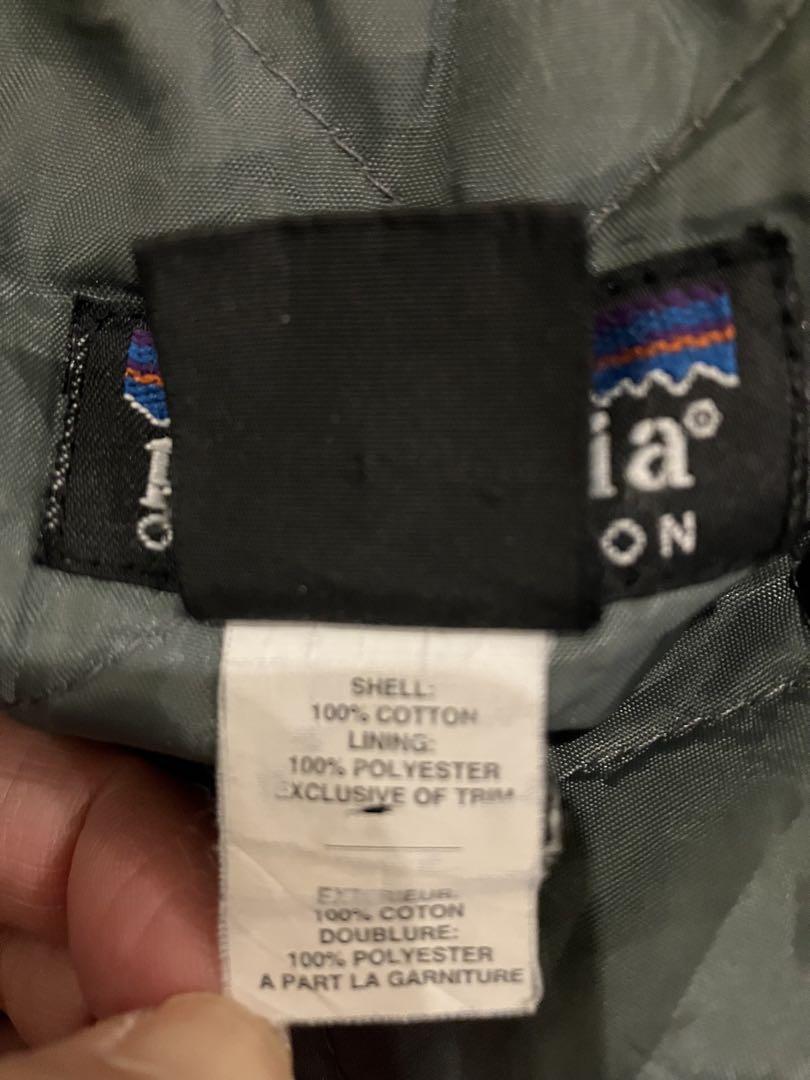 ia®
ON
SHELL:
100% COTTON
LINING:
100% POLYESTER
EXCLUSIVE OF TRIM
EXTERIEUR:
100% COTON
DOUBLURE:
100% POLYESTER
A PART LA GARNITURE